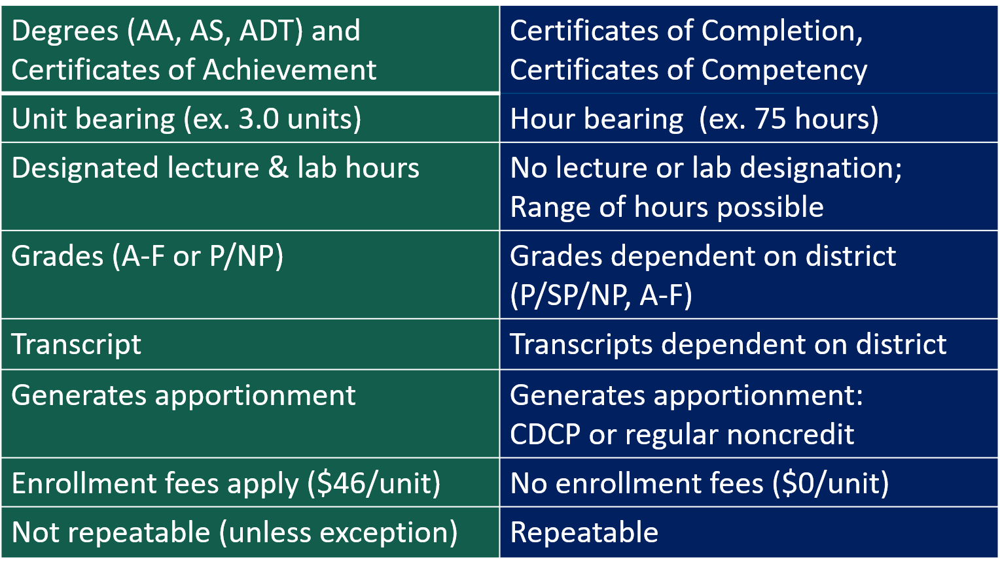 Degrees (AA, AS, ADT) and
Certificates of Achievement
Certificates of Completion,
Certificates of Competency
Unit bearing (ex. 3.0 units)
Hour bearing  (ex. 75 hours)
Designated lecture & lab hours
No lecture or lab designation;
Range of hours possible
Grades (A-F or P/NP)
Grades dependent on district
(P/SP/NP, A-F)
Transcript
Transcripts dependent on district
Generates apportionment
Generates apportionment:
CDCP or regular noncredit
Enrollment fees apply ($46/unit)
No enrollment fees ($0/unit)
Not repeatable (unless exception)
Repeatable